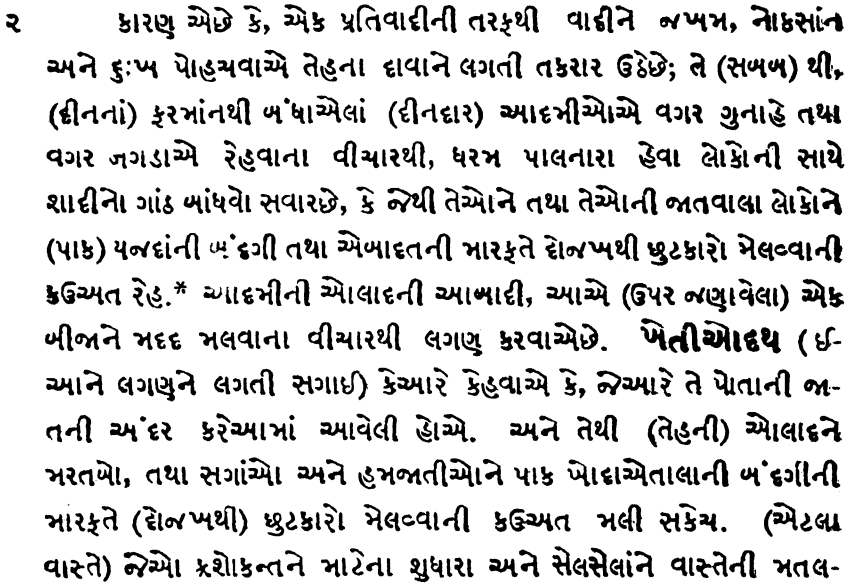 ૨ કારણ એછે કે, એક પ્રતિવાદીની તરફથી વાદીને જખમ, નોકસાંન
અને દુઃખ પોહચવાએ તેહના દાવાને લગતી તકરાર ઉઠેછે; તે (સબબ) થી,
(દીનનાં) ફરમાંનથી બંધાએલાં (દીનદાર) આદમીઓએ વગર ગુનાહે તથા
વગર જગડાએ રેહવાના વીચારથી, ધરમ પાલનારા હેવા લોકોની સાથે
શાદીનો ગાંઠ બાંધવો સવારછે, કે જેથી તેઓને તથા તેઓની જાતવાલા લોકોને
(પાક) યજદાંની બંદગી તથા એબાદતની મારફતે દોજખથી છુટકારો મેલવ્વાની
કઉઅત રેહ.* આદમીની ઓલાદની આબાદી, આએ (ઉપર જણાવેલા) એક
બીજાને મદદ મલવાના વીચારથી લગણ કરવાએછે. ખેતીઓદથ (ઈ-
આને લગણને લગતી સગાઈ) કેઆરે કેહવાએ કે, જેઆરે તે પોતાની જા-
તની અંદર કરેઆમાં આવેલી હોએ. અને તેથી (તેહની) ઓલાદને
મરતબો, તથા સગાંઓ અને હમજાતીઓને પાક ખોદાએતાલાની બંદગીની
મારફતે (દોજખથી) છુટકારો મેલવ્વાની કઉઅત મલી સકેચ. (એટલા
વાસ્તે) જેઓ ફ્રશોકન્તને માટેના શુધારા અને સેલસેલાંને વાસ્તેની મતલ-